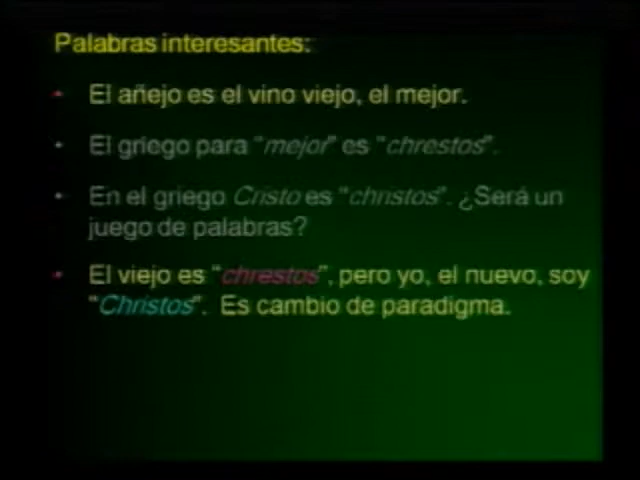 Palabras interesantes:
• El añejo es el vino viejo, el mejor.
• El griego para "mejor" es "chrestos".
• En el griego Cristo es "christos". ¿Será un
juego de palabras?
• El viejo es "chrestos", pero yo, el nuevo, soy
"Christos". Es cambio de paradigma.